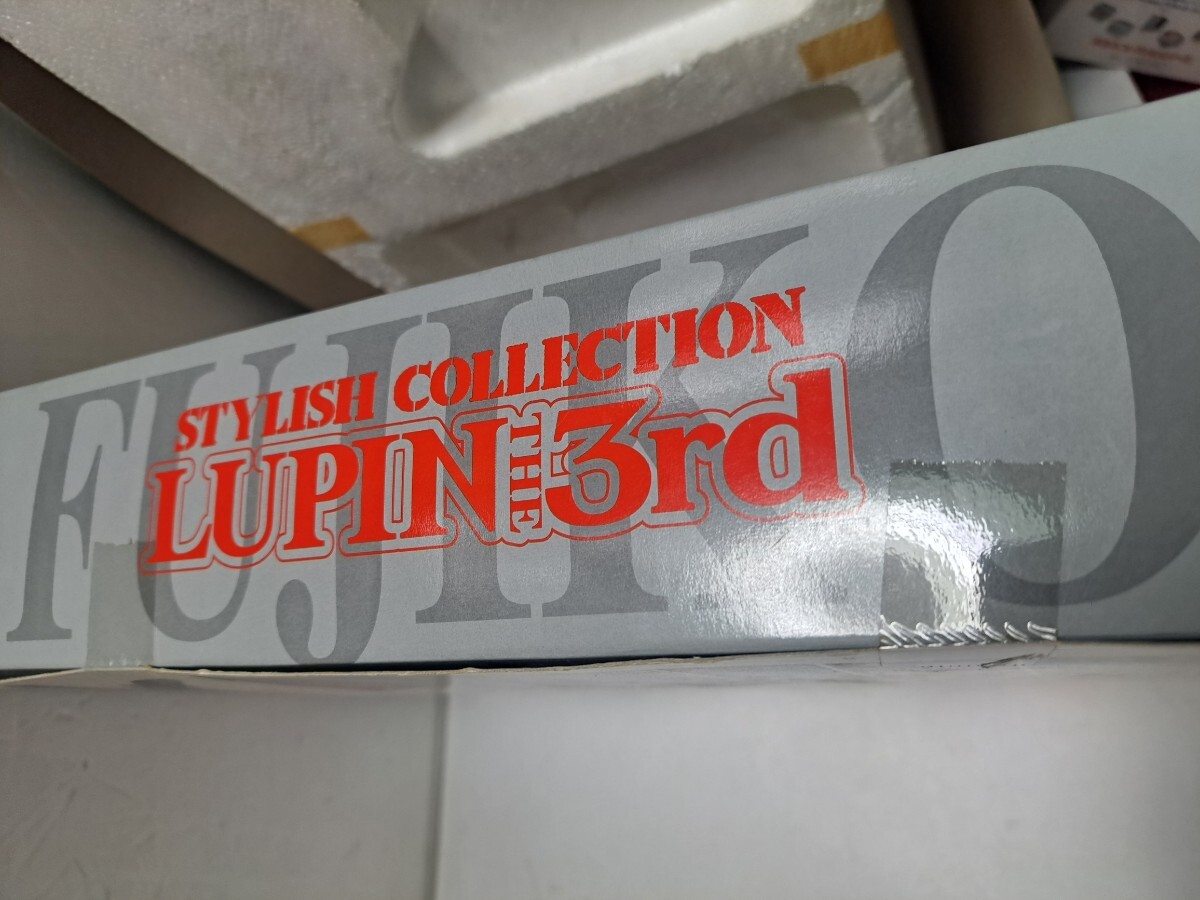 FUJIKO
STYLISH COLLECTION
LUPIN THE 3rd